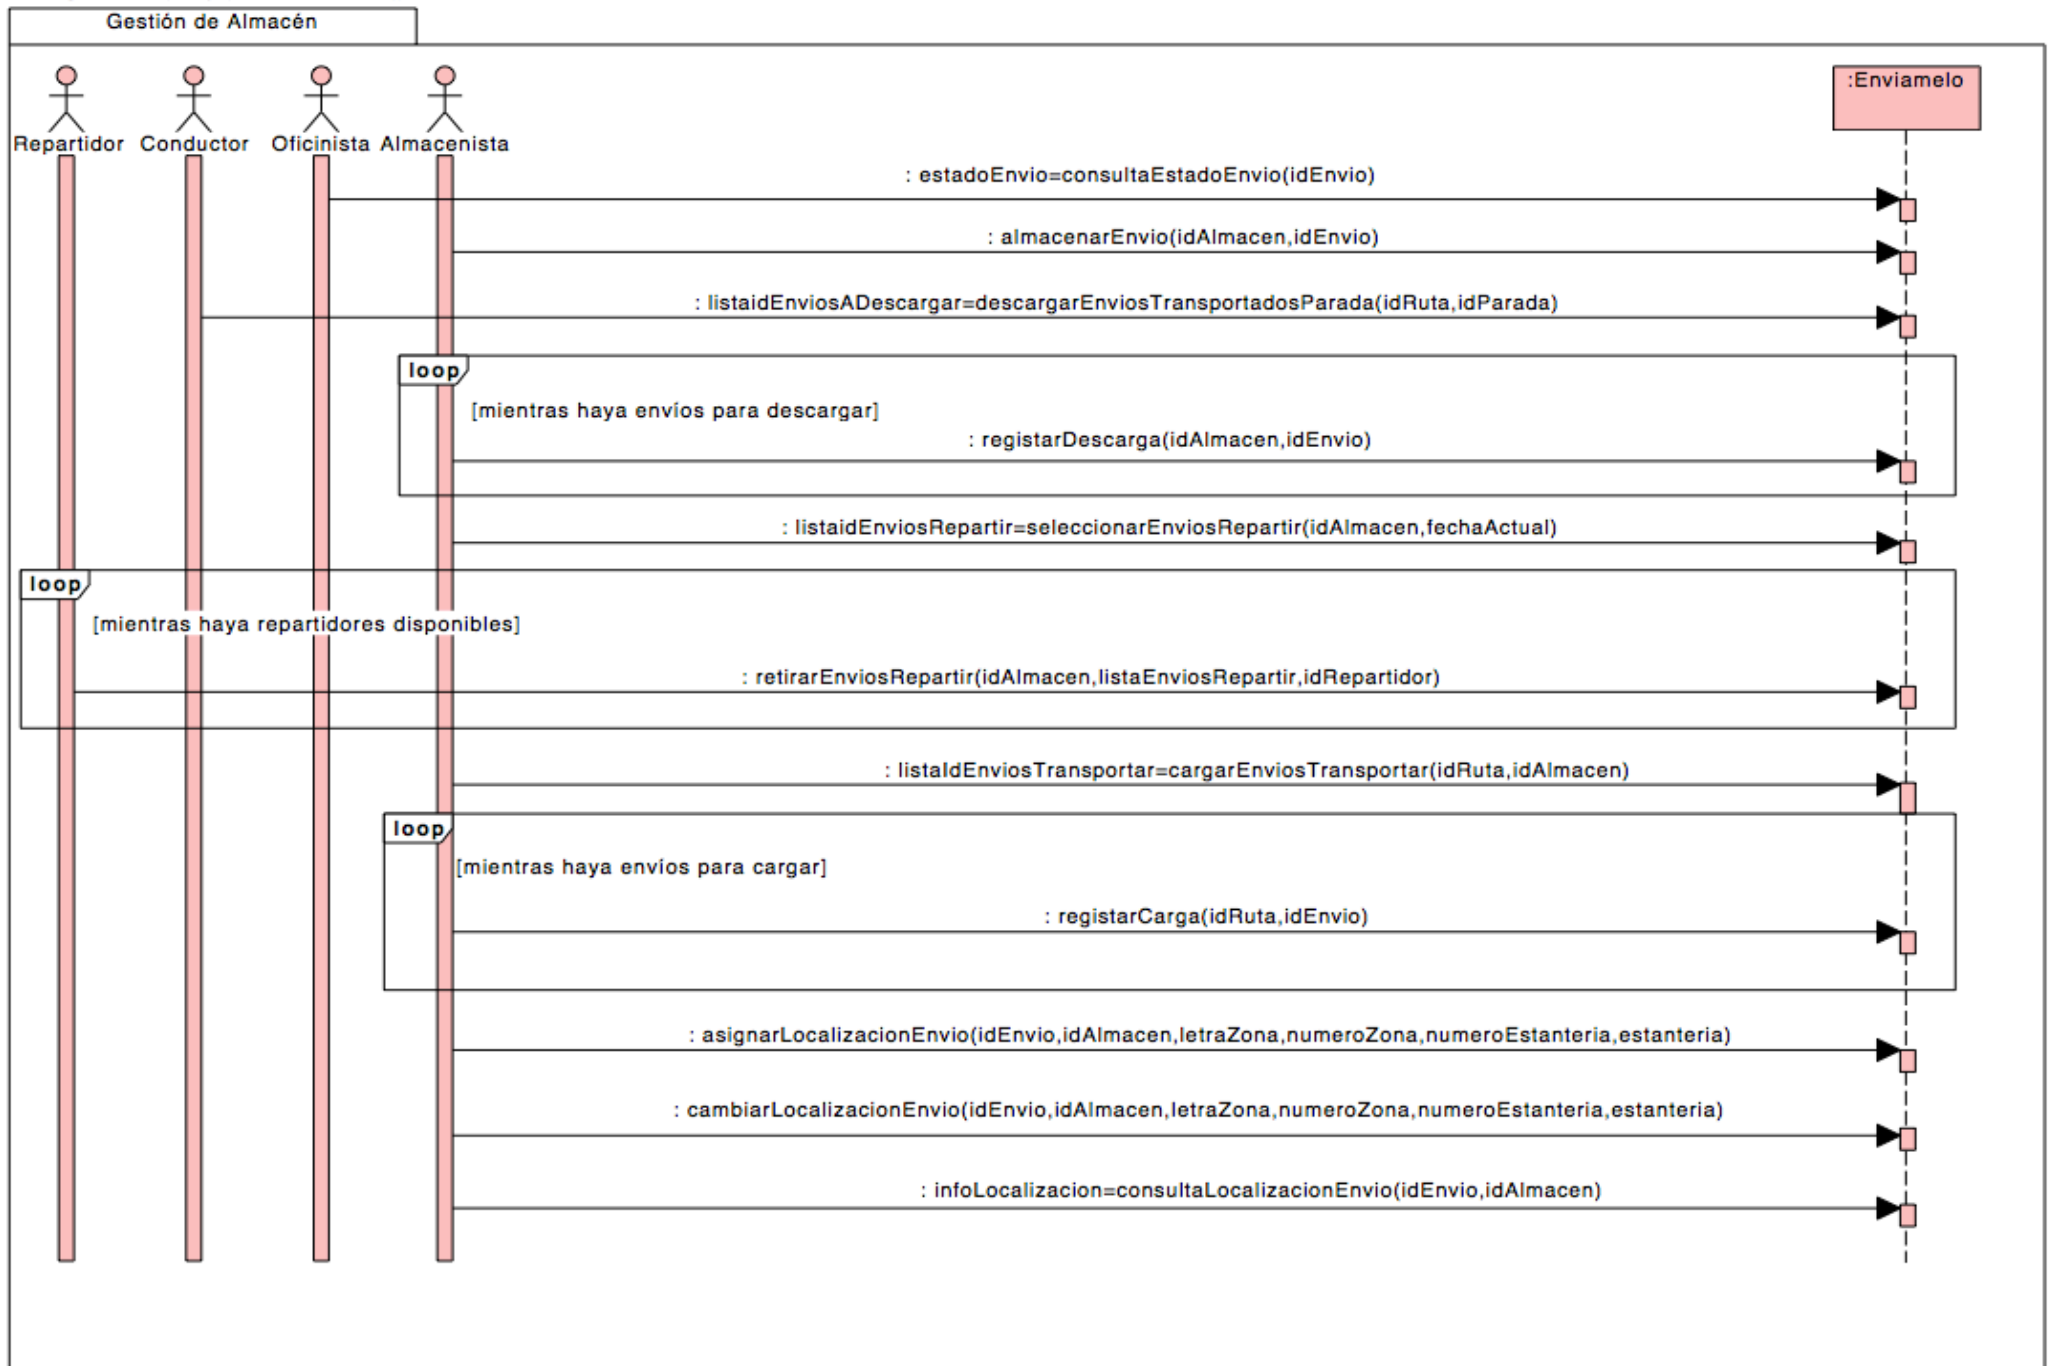 Gestión de Almacén
:Enviamelo
Repartidor Conductor Oficinista Almacenista
: estadoEnvio=consultaEstadoEnvio(idEnvio)
: almacenarEnvio(idAlmacen,idEnvio)
: listaidEnviosADescargar=descargarEnviosTransportadosParada(idRuta,idParada)
loop
[mientras haya envíos para descargar]
: registarDescarga(idAlmacen,idEnvio)
: listaidEnviosRepartir=seleccionarEnviosRepartir(idAlmacen,fechaActual)
loop
[mientras haya repartidores disponibles]
: retirarEnviosRepartir(idAlmacen,listaEnviosRepartir,idRepartidor)
: listaIdEnviosTransportar=cargarEnviosTransportar(idRuta,idAlmacen)
loop
[mientras haya envíos para cargar]
: registarCarga(idRuta,idEnvio)
: asignarLocalizacionEnvio(idEnvio,idAlmacen,letraZona,numeroZona,numeroEstanteria,estanteria)
: cambiarLocalizacionEnvio(idEnvio,idAlmacen,letraZona,numeroZona,numeroEstanteria,estanteria)
: infoLocalizacion=consultaLocalizacionEnvio(idEnvio,idAlmacen)